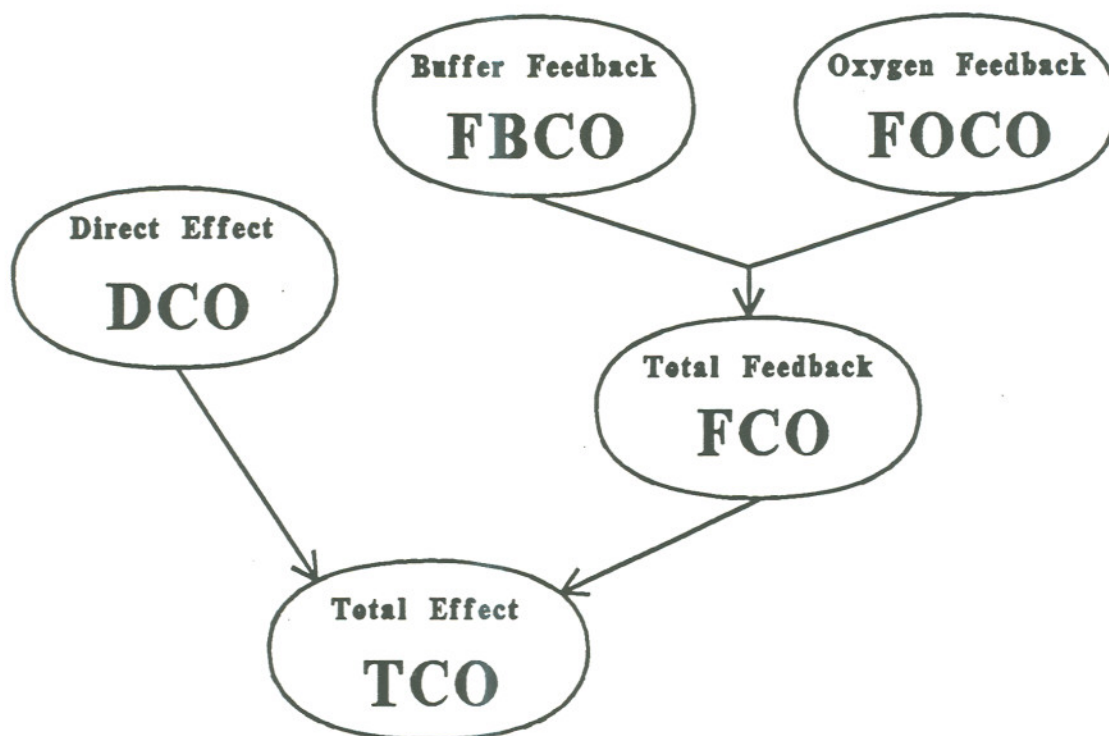 Buffer Feedback
FBCO
Oxygen Feedback
FOCO
Direct Effect
DCO
Total Feedback
FCO
Total Effect
TCO